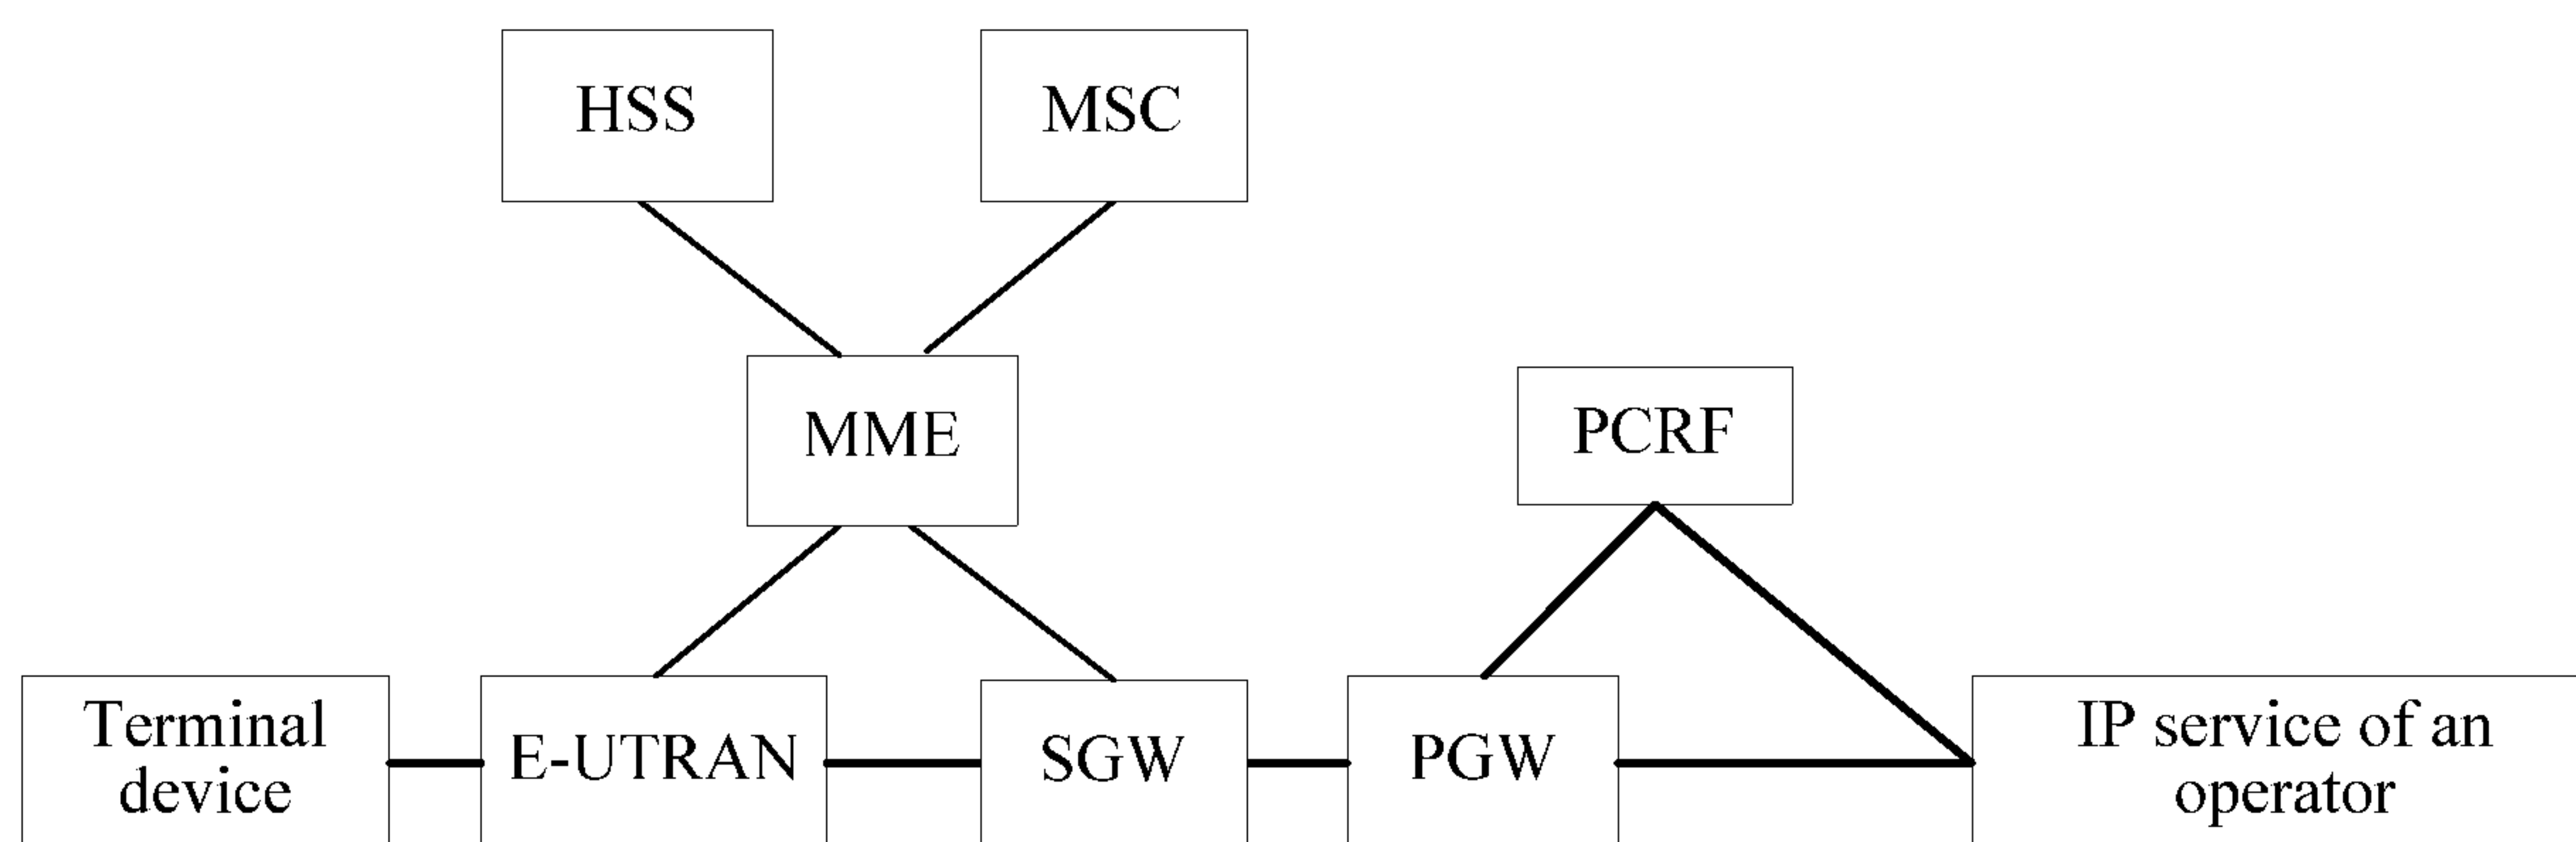 HSS
MSC
MME
PCRF
Terminal
device
E-UTRAN
SGW
PGW
IP service of an
operator